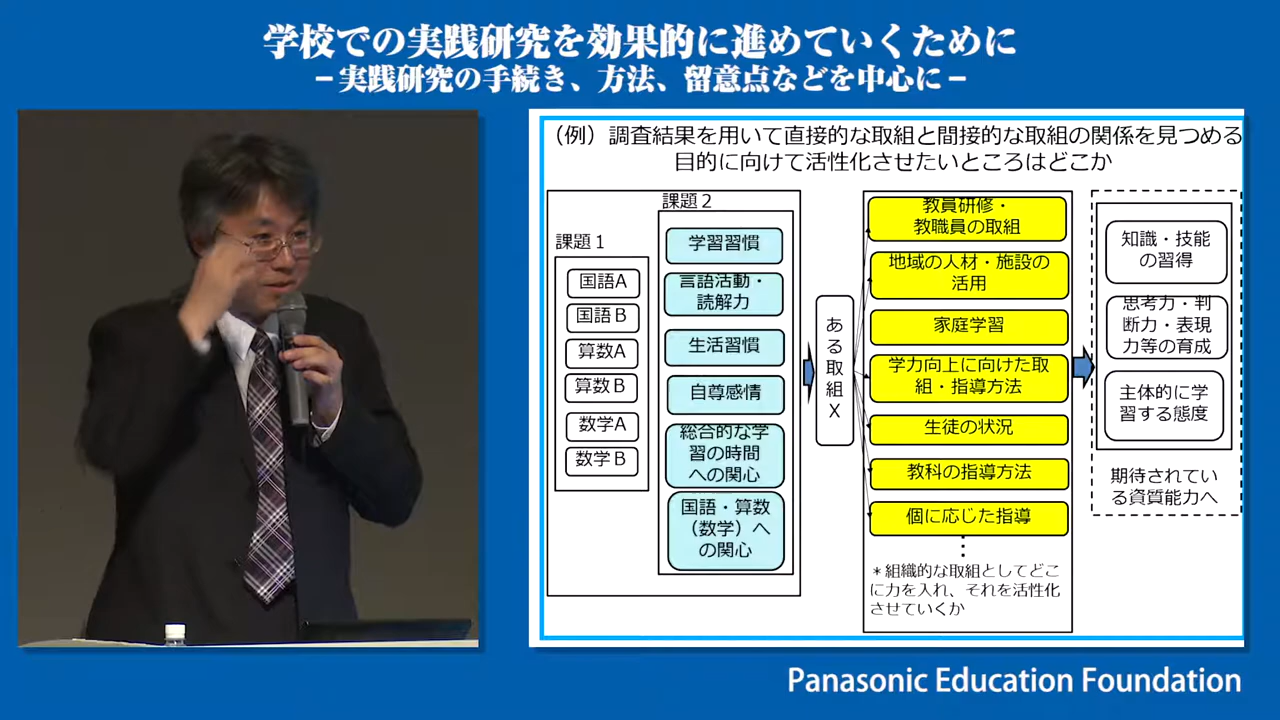 学校での実践研究を効果的に進めていくために
－実践研究の手続き、方法、留意点などを中心に－
（例）調査結果を用いて直接的な取組と間接的な取組の関係を見つめる
目的に向けて活性化させたいところはどこか
課題１
国語A
国語B
算数A
算数B
数学A
数学B
課題２
学習習慣
言語活動・
読解力
生活習慣
自尊感情
総合的な学
習の時間
への関心
国語・算数
（数学）へ
の関心
ある取組X
教員研修・
教職員の取組
地域の人材・施設の
活用
家庭学習
学力向上に向けた取
組・指導方法
生徒の状況
教科の指導方法
個に応じた指導
⋮
＊組織的な取組としてどこ
に力を入れ、それを活性化
させていくか
知識・技能
の習得
思考力・判
断力・表現
力等の育成
主体的に学
習する態度
期待されてい
る資質能力へ
Panasonic Education Foundation